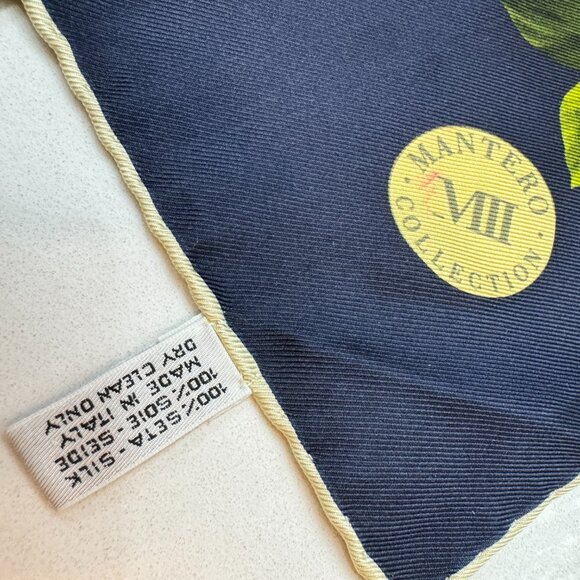 MANTERO
VIII
COLLECTION
100% SETA - SILK
100% SOIE - SEIDE
MADE IN ITALY
DRY CLEAN ONLY